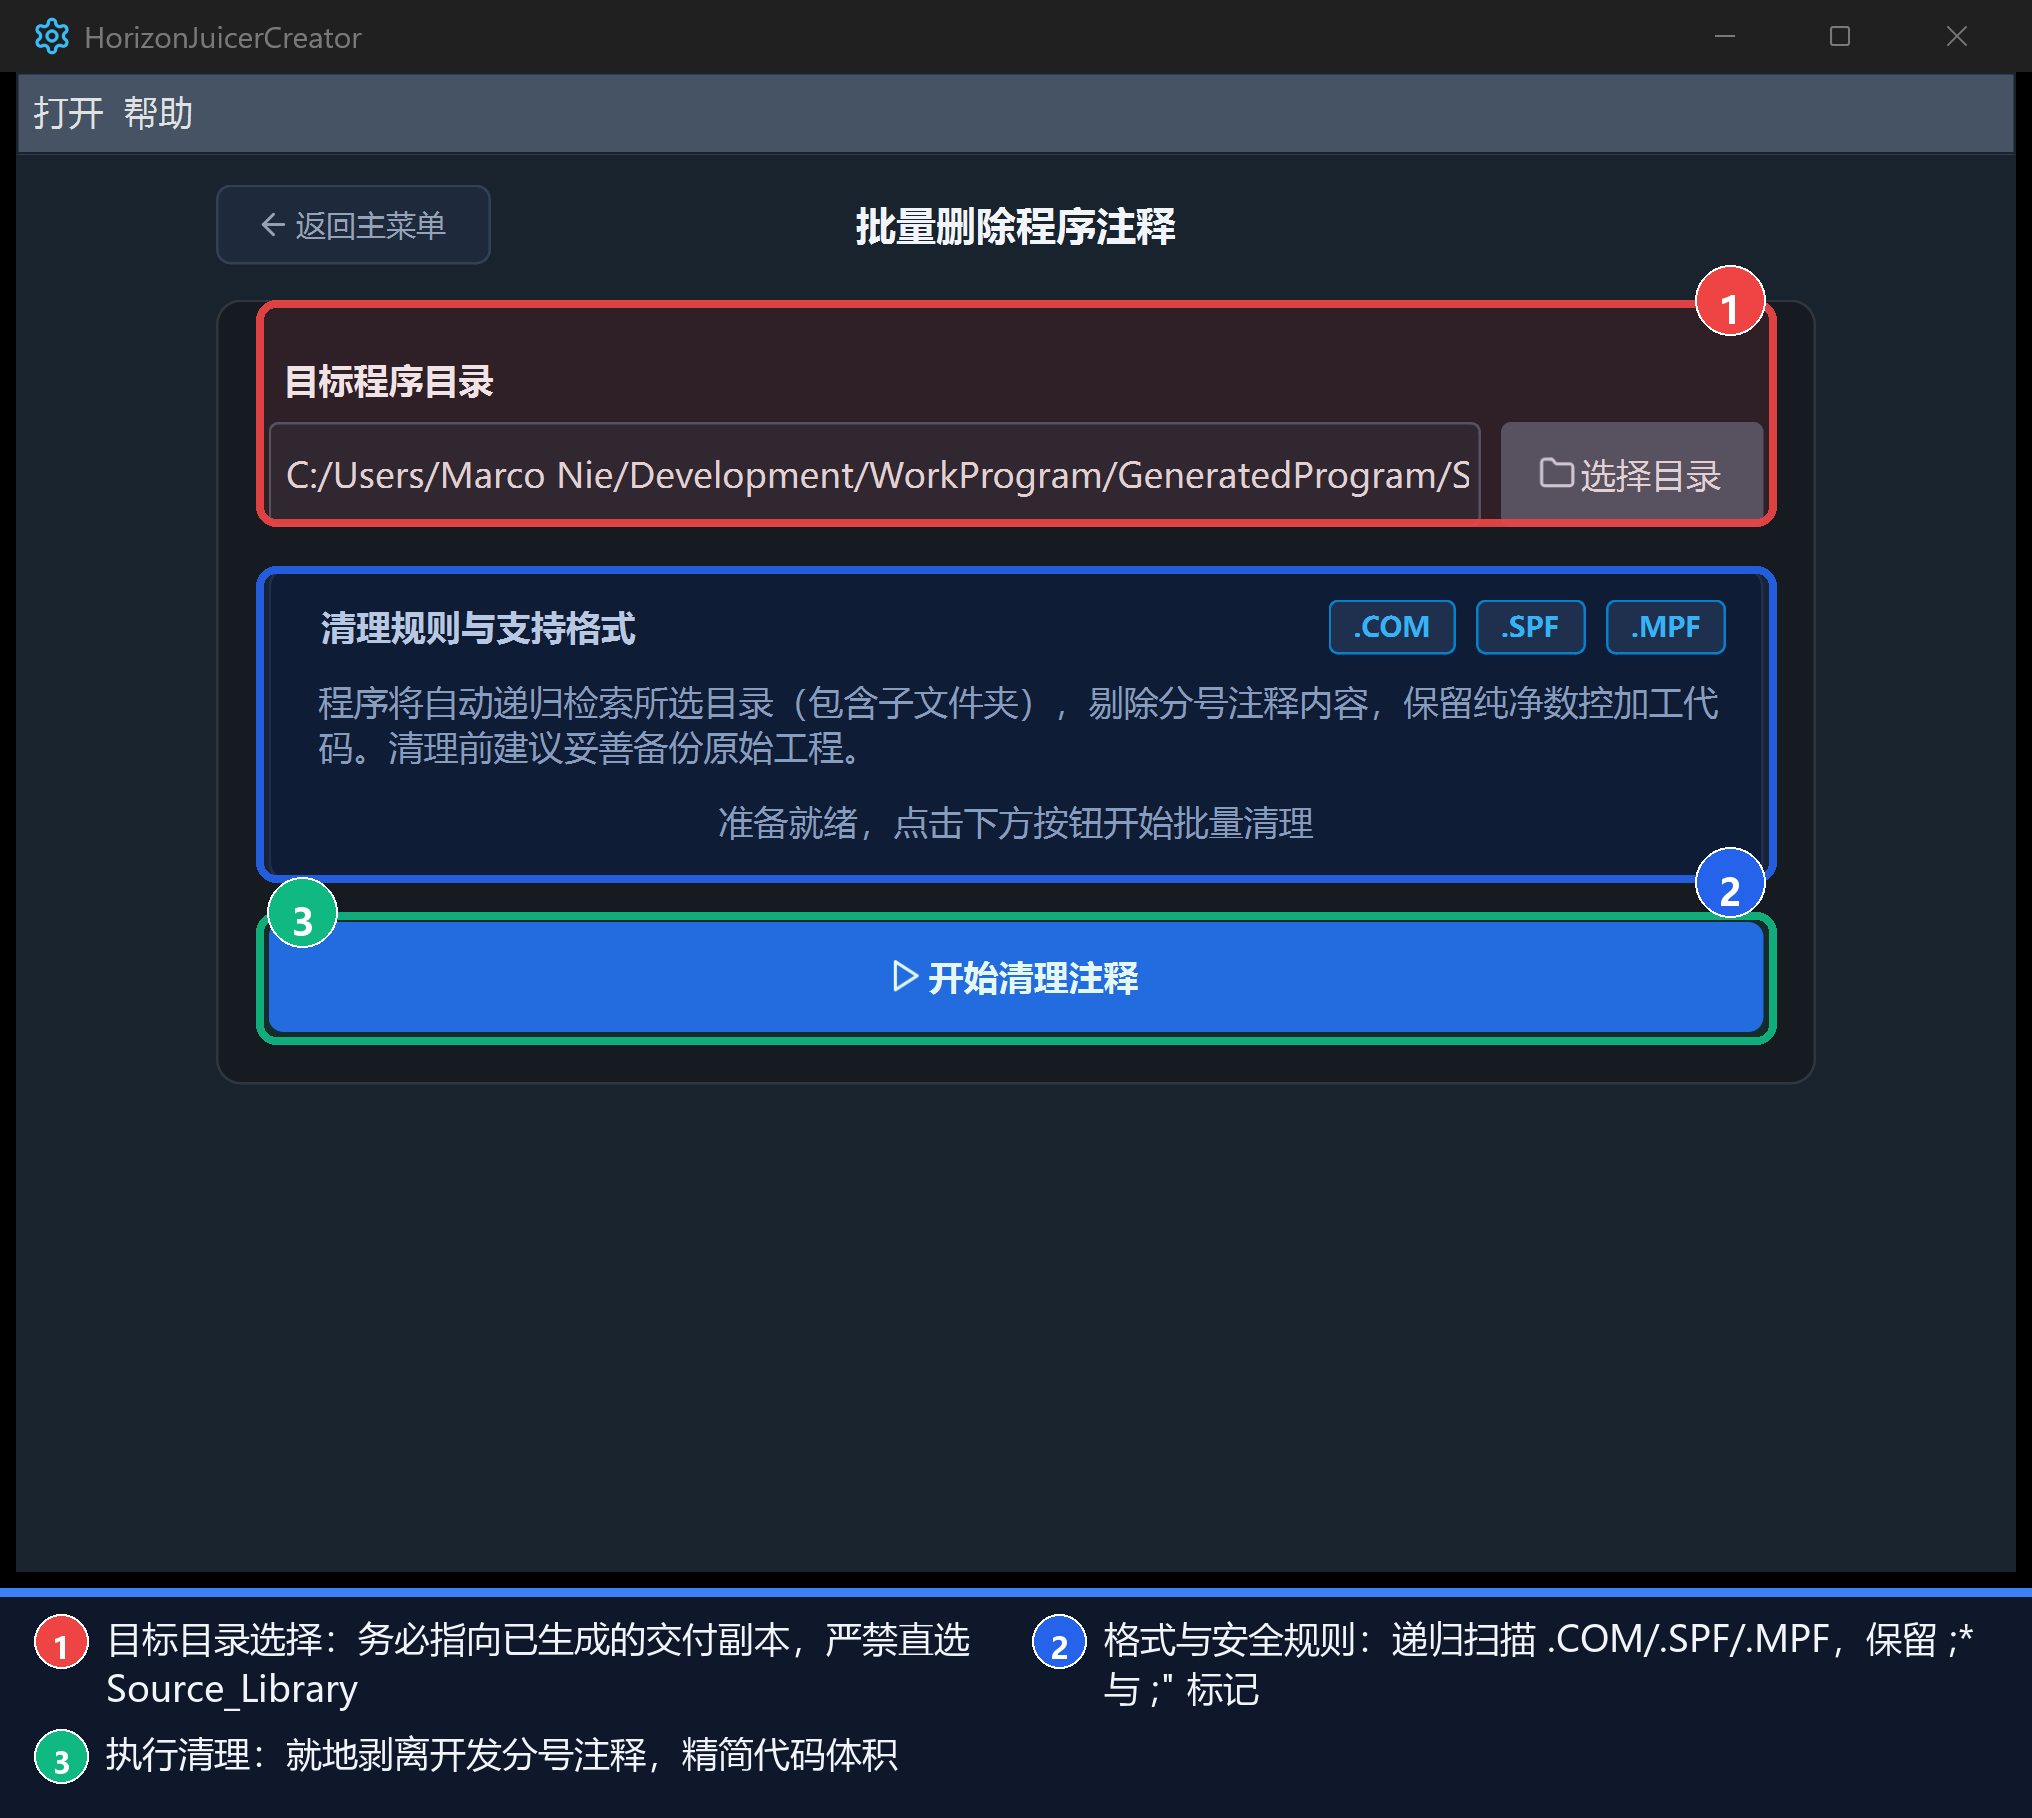 HorizonJuicerCreator
打开 帮助
← 返回主菜单
批量删除程序注释
1
目标程序目录
C:/Users/Marco Nie/Development/WorkProgram/GeneratedProgram/S
选择目录
清理规则与支持格式
.COM .SPF .MPF
程序将自动递归检索所选目录（包含子文件夹），剔除分号注释内容，保留纯净数控加工代
码。清理前建议妥善备份原始工程。
准备就绪，点击下方按钮开始批量清理
2
3
开始清理注释
1 目标目录选择：务必指向已生成的交付副本，严禁直选
Source_Library
2 格式与安全规则：递归扫描 .COM/.SPF/.MPF，保留 ;*
与 ;" 标记
3 执行清理：就地剥离开发分号注释，精简代码体积